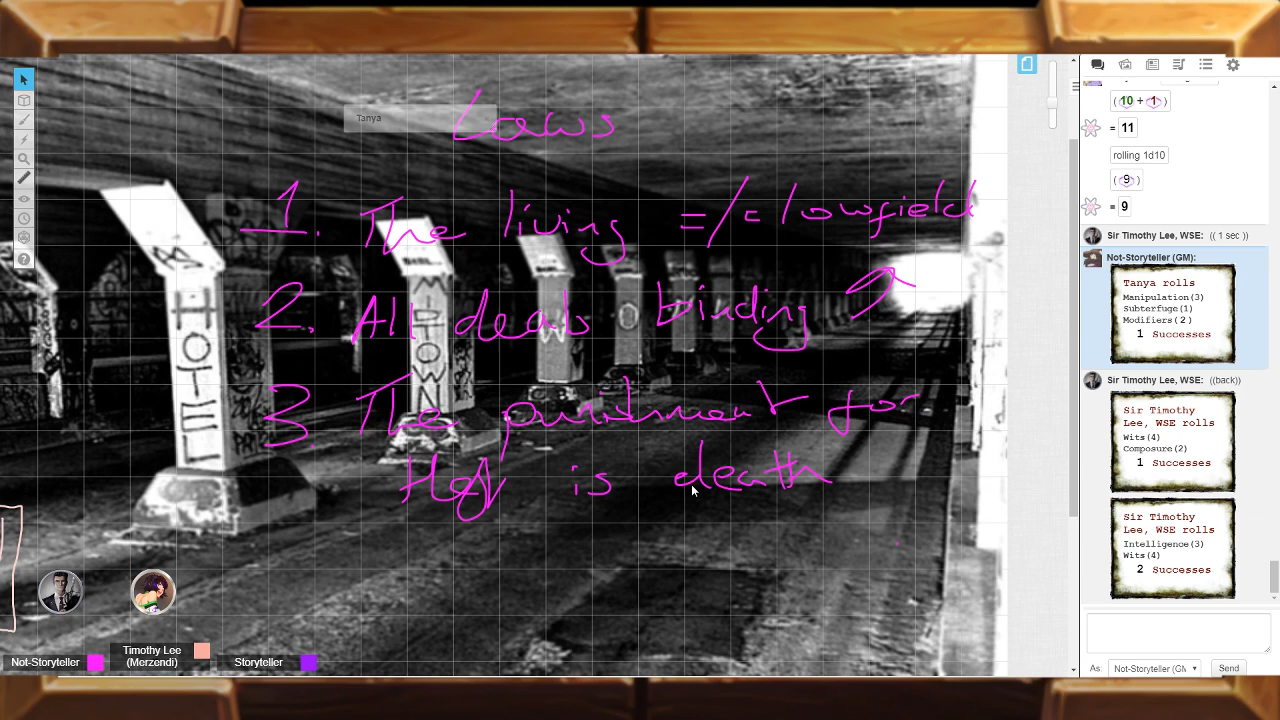 Tanya
Laws
1. The living =/= lowfield
2. All deals binding
3. The punishment for
is death
HOTEL
(10 + 1)
= 11
rolling 1d10
(9)
= 9
Sir Timothy Lee, WSE: (( 1 sec ))
Not-Storyteller (GM):
Tanya rolls
Manipulation(3)
Subterfuge(1)
Modifiers(2)
1 Successes
Sir Timothy Lee, WSE: ((back))
Sir Timothy
Lee, WSE rolls
Wits(4)
Composure(2)
1 Successes
Sir Timothy
Lee, WSE rolls
Intelligence(3)
Wits(4)
2 Successes
Not-Storyteller
Timothy Lee
(Merzendi)
Storyteller
As:
Not-Storyteller (GM
Send